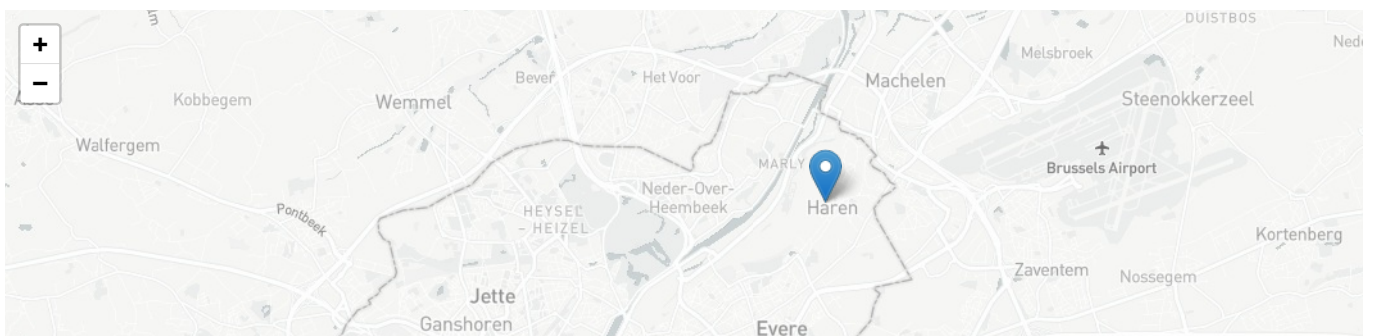 +
−
DUISTBOS
Melsbroek
Bever
Het Voor
Machelen
Kobbegem
Wemmel
Steenokkerzeel
Walfergem
MARLY
Brussels Airport
Neder-Over-
Heembeek
Haren
Pontbeek
HEYSEL
- HEIZEL
Kortenberg
Zaventem
Nossegem
Jette
Ganshoren
Evere